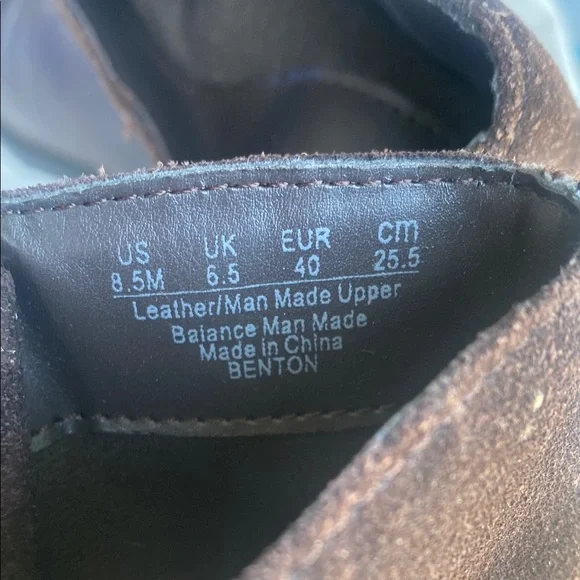 US UK EUR cm
8.5M 6.5 40 25.5
Leather/Man Made Upper
Balance Man Made
Made in China
BENTON